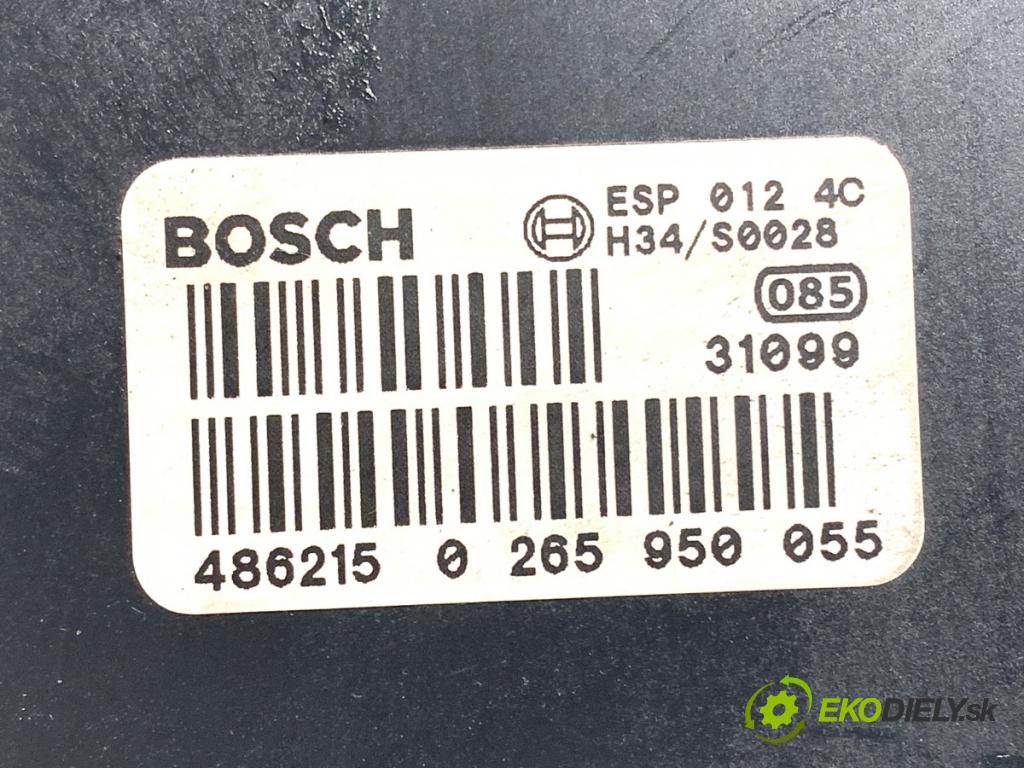 BOSCH
ESP 012 4C
H34/S0028
085
31099
486215 0 265 950 055
EKODIELY.sk